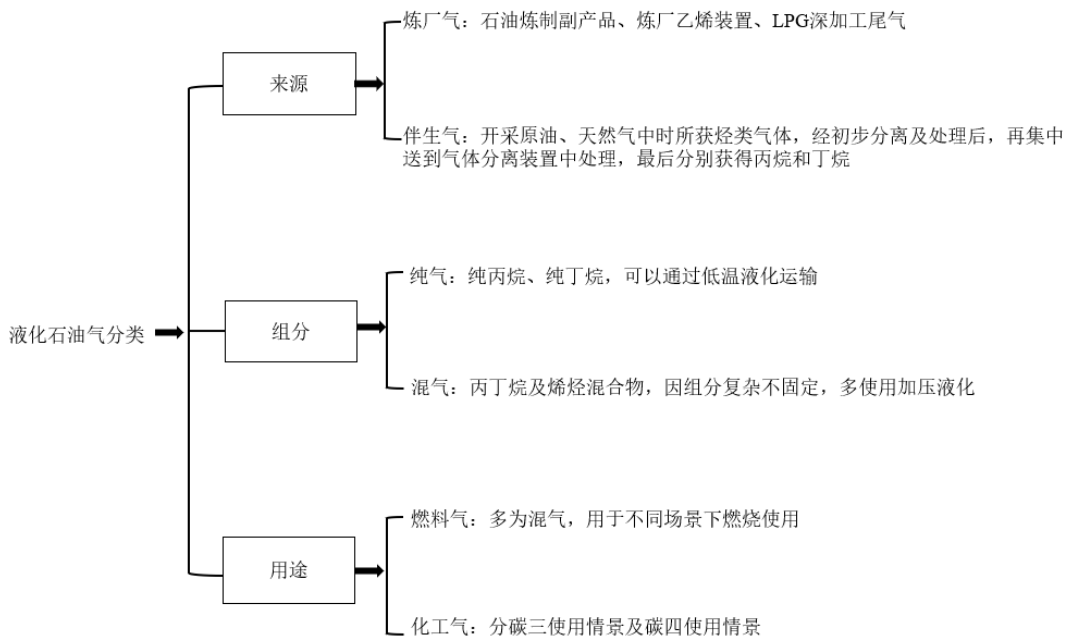 液化石油气分类
来源
炼厂气：石油炼制副产品、炼厂乙烯装置、LPG深加工尾气
伴生气：开采原油、天然气中时所获烃类气体，经初步分离及处理后，再集中
送到气体分离装置中处理，最后分别获得丙烷和丁烷
组分
纯气：纯丙烷、纯丁烷，可以通过低温液化运输
混气：丙丁烷及烯烃混合物，因组分复杂不固定，多使用加压液化
用途
燃料气：多为混气，用于不同场景下燃烧使用
化工气：分碳三使用情景及碳四使用情景